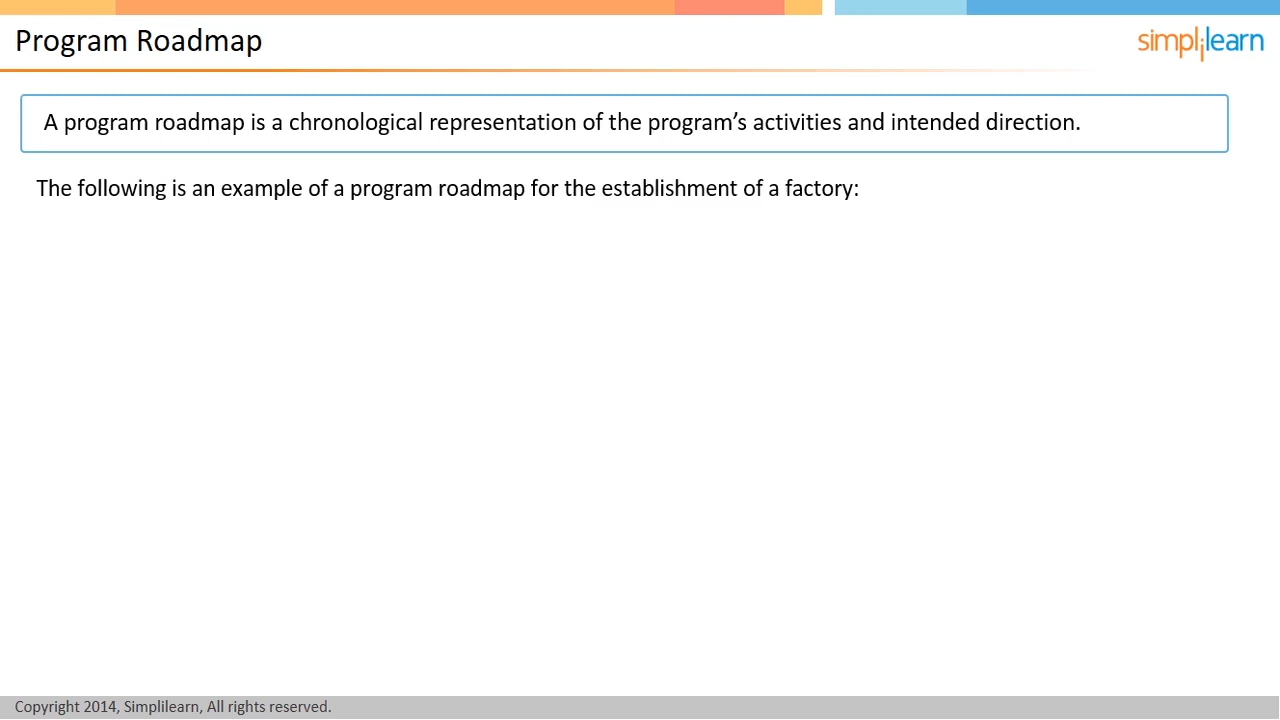 Program Roadmap
simplilearn
A program roadmap is a chronological representation of the program’s activities and intended direction.
The following is an example of a program roadmap for the establishment of a factory:
Copyright 2014, Simplilearn, All rights reserved.